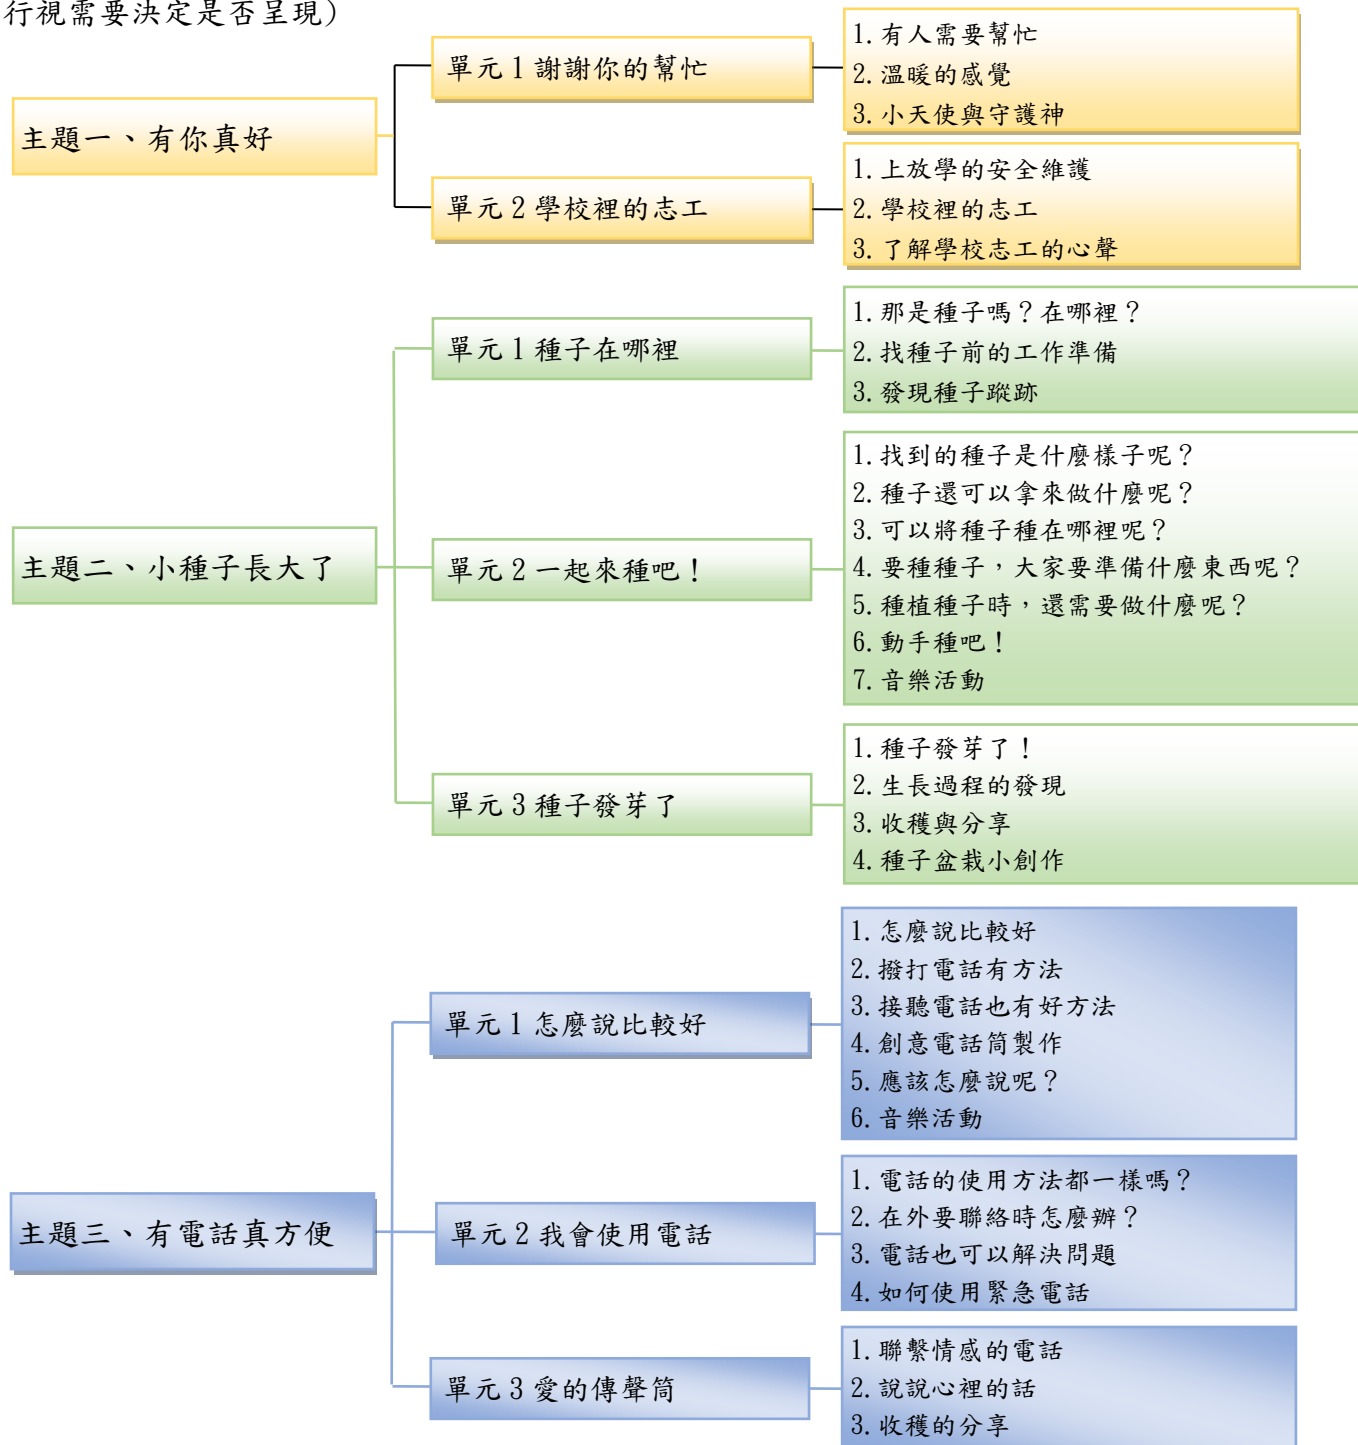 行視需要決定是否呈現)
主題一、有你真好
單元 1 謝謝你的幫忙
1. 有人需要幫忙
2. 溫暖的感覺
3. 小天使與守護神
單元 2 學校裡的志工
1. 上放學的安全維護
2. 學校裡的志工
3. 了解學校志工的心聲
主題二、小種子長大了
單元 1 種子在哪裡
1. 那是種子嗎？在哪裡？
2. 找種子前的工作準備
3. 發現種子蹤跡
單元 2 一起來種吧！
1. 找到的種子是什麼樣子呢？
2. 種子還可以拿來做什麼呢？
3. 可以將種子種在哪裡呢？
4. 要種種子，大家要準備什麼東西呢？
5. 種植種子時，還需要做什麼呢？
6. 動手種吧！
7. 音樂活動
單元 3 種子發芽了
1. 種子發芽了！
2. 生長過程的發現
3. 收穫與分享
4. 種子盆栽小創作
主題三、有電話真方便
單元 1 怎麼說比較好
1. 怎麼說比較好
2. 撥打電話有方法
3. 接聽電話也有好方法
4. 創意電話筒製作
5. 應該怎麼說呢？
6. 音樂活動
單元 2 我會使用電話
1. 電話的使用方法都一樣嗎？
2. 在外要聯絡時怎麼辦？
3. 電話也可以解決問題
4. 如何使用緊急電話
單元 3 愛的傳聲筒
1. 聯繫情感的電話
2. 說說心裡的話
3. 收穫的分享